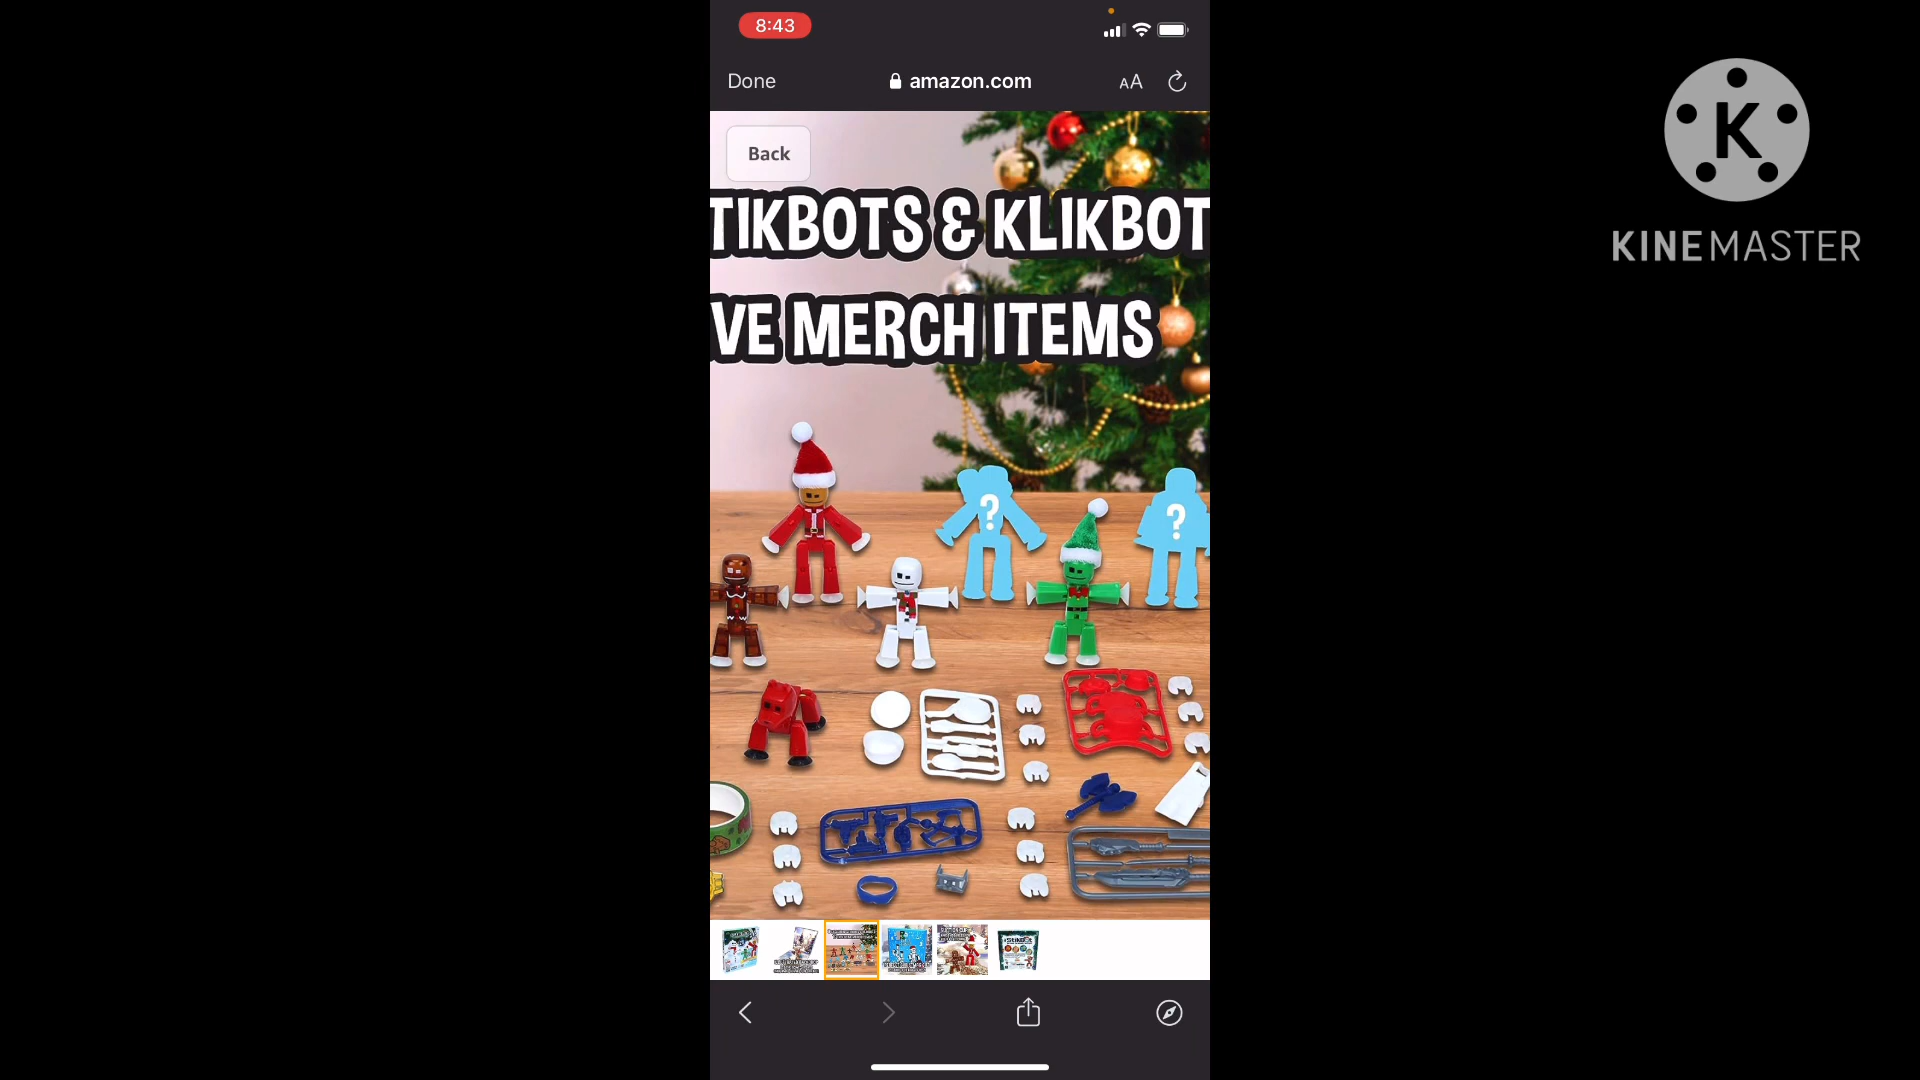 8:43
Done
amazon.com
AA
Back
TIKBOTS & KLIKBOT
VE MERCH ITEMS
?
?
K
KINEMASTER